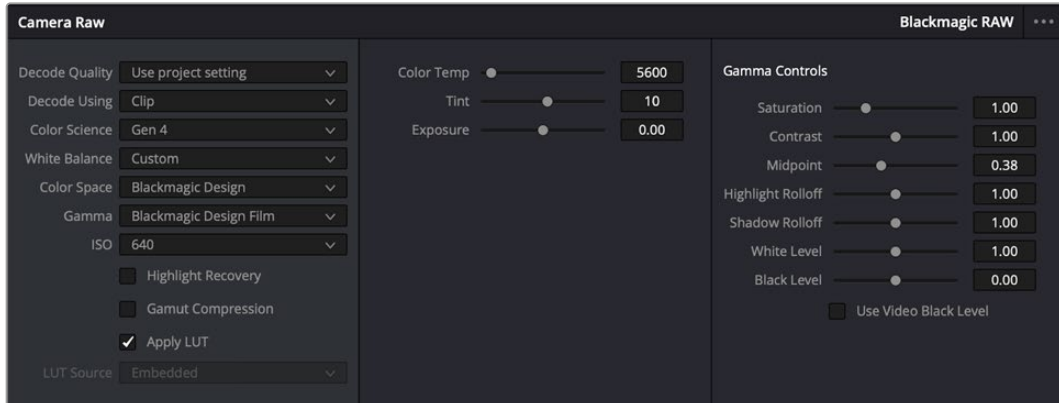 Camera Raw
Blackmagic RAW
Decode Quality Use project setting
Decode Using Clip
Color Science Gen 4
White Balance Custom
Color Space Blackmagic Design
Gamma Blackmagic Design Film
ISO 640
Highlight Recovery
Gamut Compression
Apply LUT
LUT Source Embedded
Color Temp 5600
Tint 10
Exposure 0.00
Gamma Controls
Saturation 1.00
Contrast 1.00
Midpoint 0.38
Highlight Rolloff 1.00
Shadow Rolloff 1.00
White Level 1.00
Black Level 0.00
Use Video Black Level